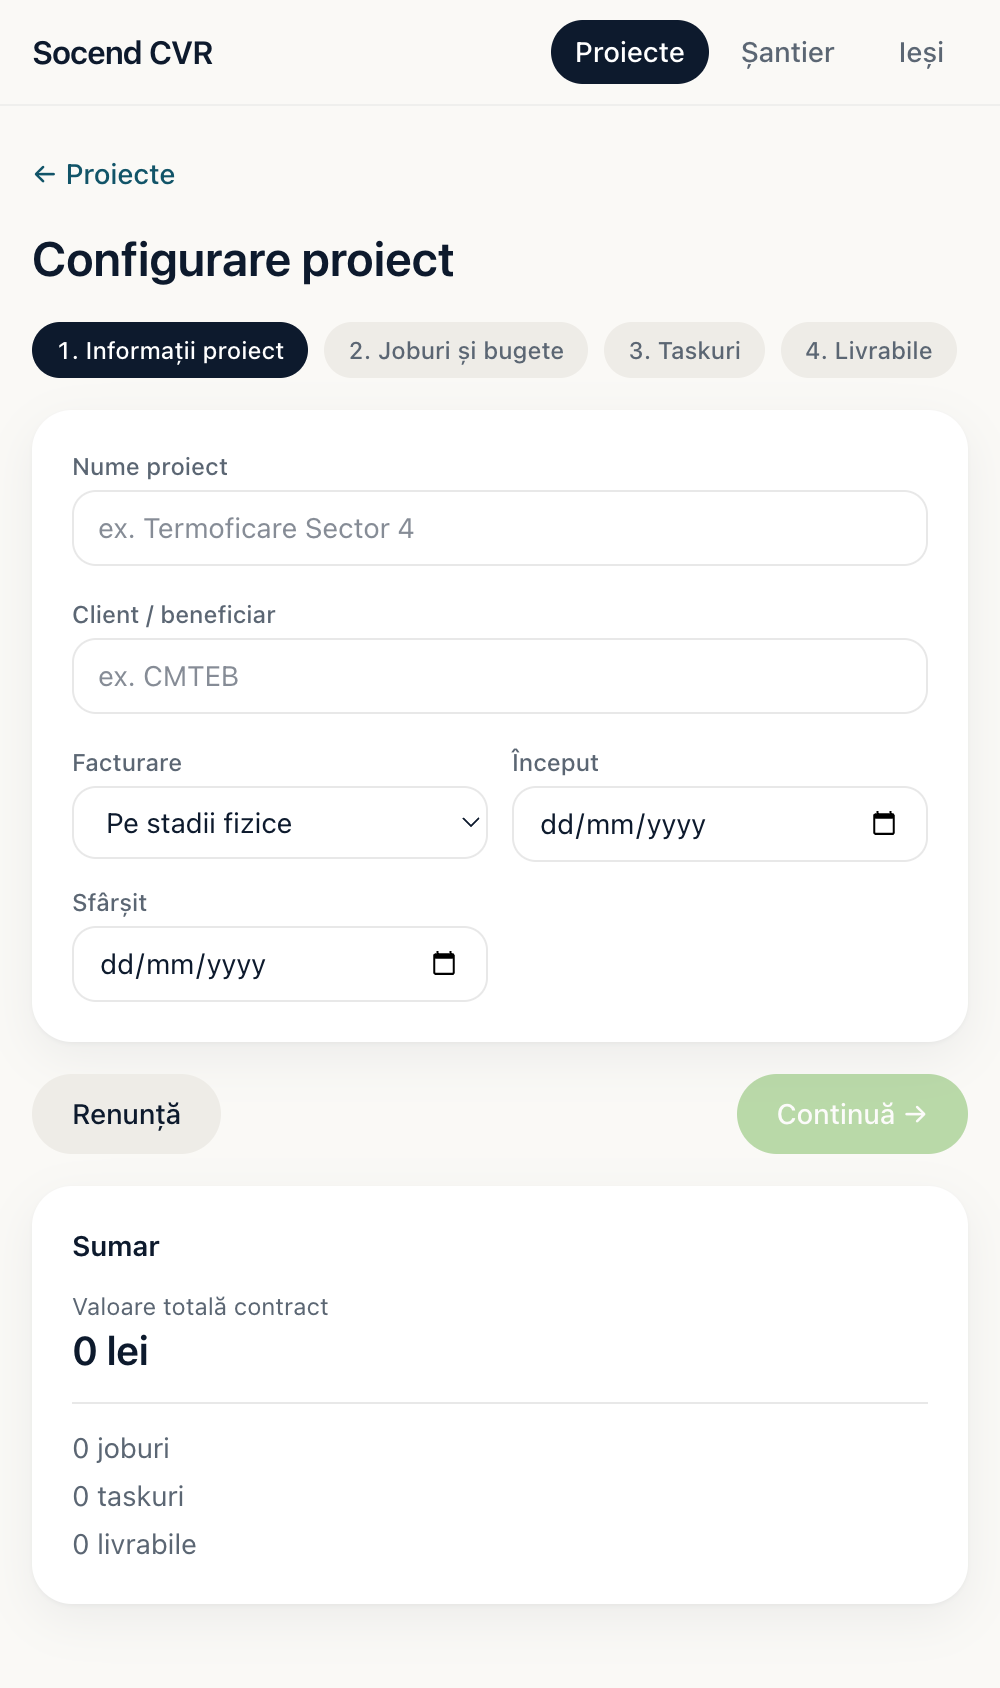 Socend CVR
Proiecte
Șantier
Ieși
← Proiecte
Configurare proiect
1. Informații proiect
2. Joburi și bugete
3. Taskuri
4. Livrabile
Nume proiect
ex. Termoficare Sector 4
Client / beneficiar
ex. CMTEB
Facturare
Început
Pe stadii fizice
dd/mm/yyyy
Sfârșit
dd/mm/yyyy
Renunță
Continuă →
Sumar
Valoare totală contract
0 lei
0 joburi
0 taskuri
0 livrabile